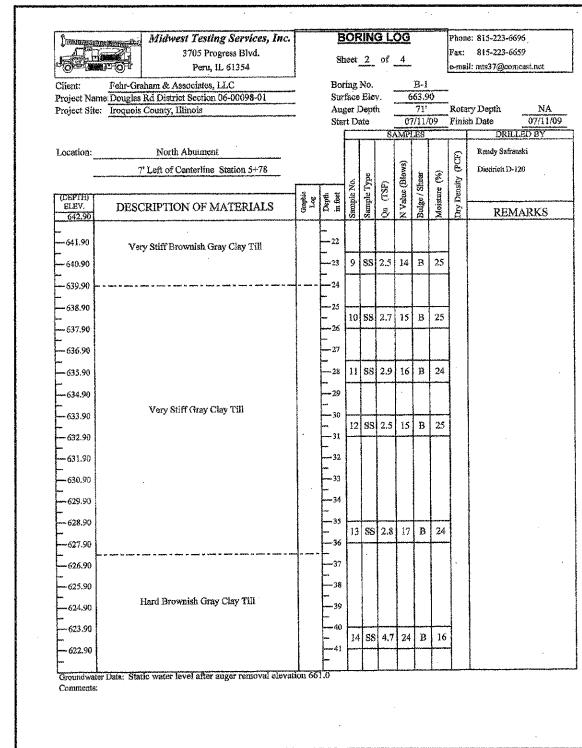 Midwest Testing Services, Inc.
3705 Progress Blvd.
Peru, IL 61354
BORING LOG
Sheet 2 of 4
Phone: 815-223-6696
Fax: 815-223-6659
e-mail: mts37@comcast.net
Client: Fehr-Graham & Associates, LLC
Project Name: Douglas Rd District Section 06-00098-01
Project Site: Iroquois County, Illinois
Boring No. B-1
Surface Elev. 663.90
Auger Depth 71' Rotary Depth NA
Start Date 07/11/09 Finish Date 07/11/09
SAMPLES
DRILLED BY
Location: North Abutment
7' Left of Centerline Station 5+78
Randy Safranski
Diedrich D-120
(DEPTH) ELEV. DESCRIPTION OF MATERIALS Graphic Log Depth in feet Sample No. Sample Type Qu (TSF) N Value (Blows) Bulge / Shear Moisture (%) Dry Density (PCF) REMARKS
642.90
641.90 22
Very Stiff Brownish Gray Clay Till
640.90 23 9 SS 2.5 14 B 25
639.90 24
638.90 25
10 SS 2.7 15 B 25
637.90 26
636.90 27
635.90 28 11 SS 2.9 16 B 24
634.90 29
Very Stiff Gray Clay Till
633.90 30
12 SS 2.5 15 B 25
632.90 31
631.90 32
630.90 33
629.90 34
628.90 35
13 SS 2.8 17 B 24
627.90 36
626.90 37
625.90 38
Hard Brownish Gray Clay Till
624.90 39
623.90 40
14 SS 4.7 24 B 16
622.90 41
Groundwater Data: Static water level after auger removal elevation 661.0
Comments: